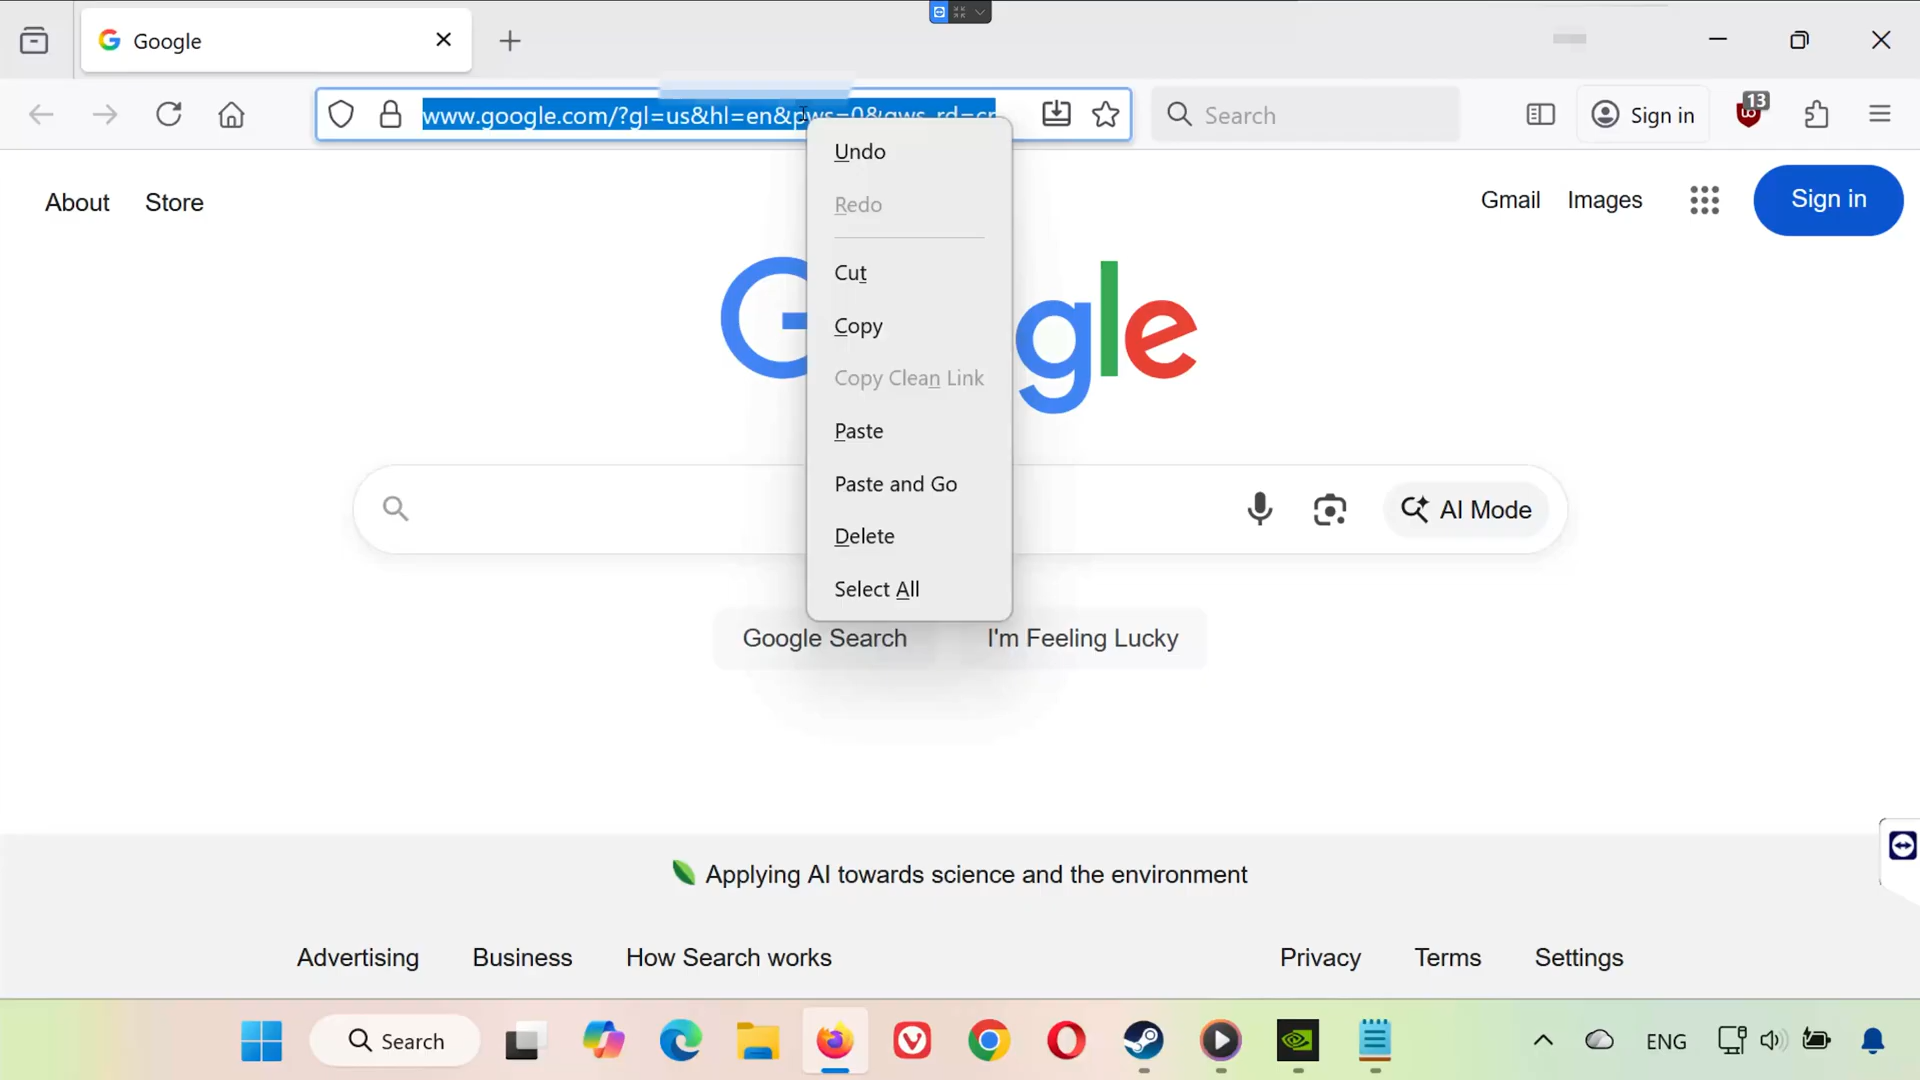 Google
www.google.com/?gl=us&hl=en&pws=0&gws_rd=cr
Search
Sign in
13
About
Store
Gmail
Images
Sign in
Undo
Redo
Cut
Copy
Copy Clean Link
Paste
Paste and Go
Delete
Select All
G gle
AI Mode
Google Search
I'm Feeling Lucky
Applying AI towards science and the environment
Advertising
Business
How Search works
Privacy
Terms
Settings
Search
ENG